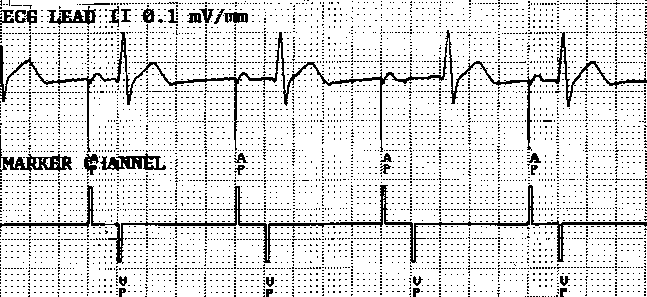 ECG LEAD II 0.1 mV/mm
A P A P A P A P
MARKER CHANNEL
V P V P V P V P